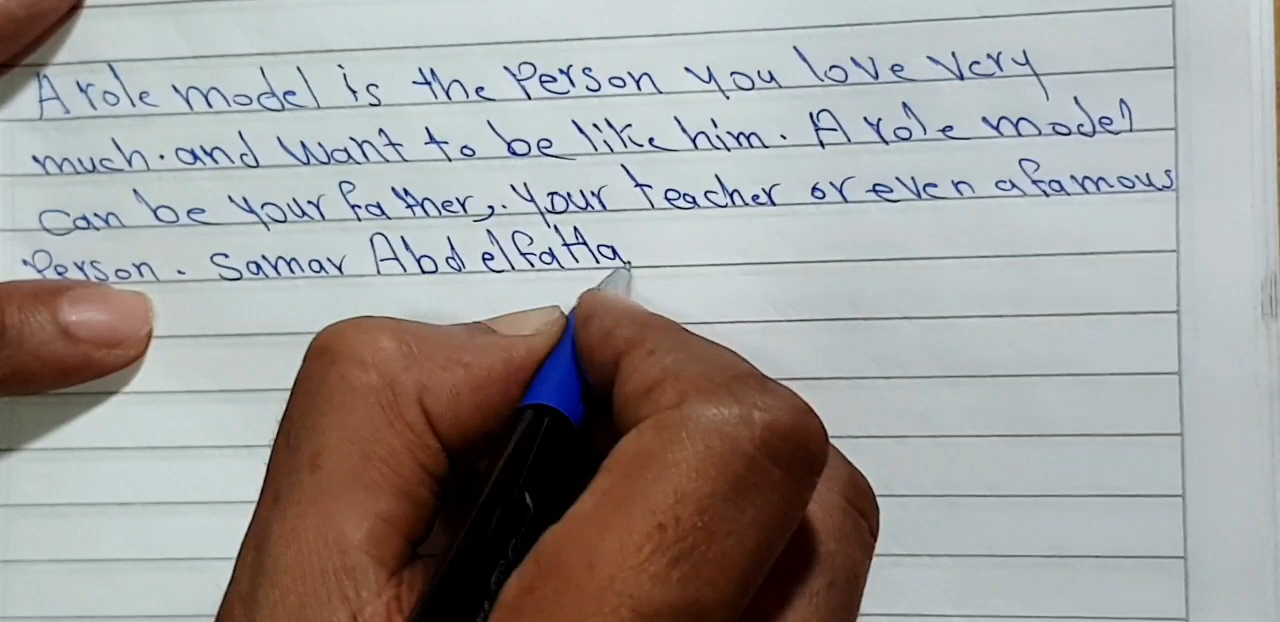 A role model is the Person you love very
much. and want to be like him. A role model
can be your father,. your teacher or even a famous
Person. Samar Abdelfatta